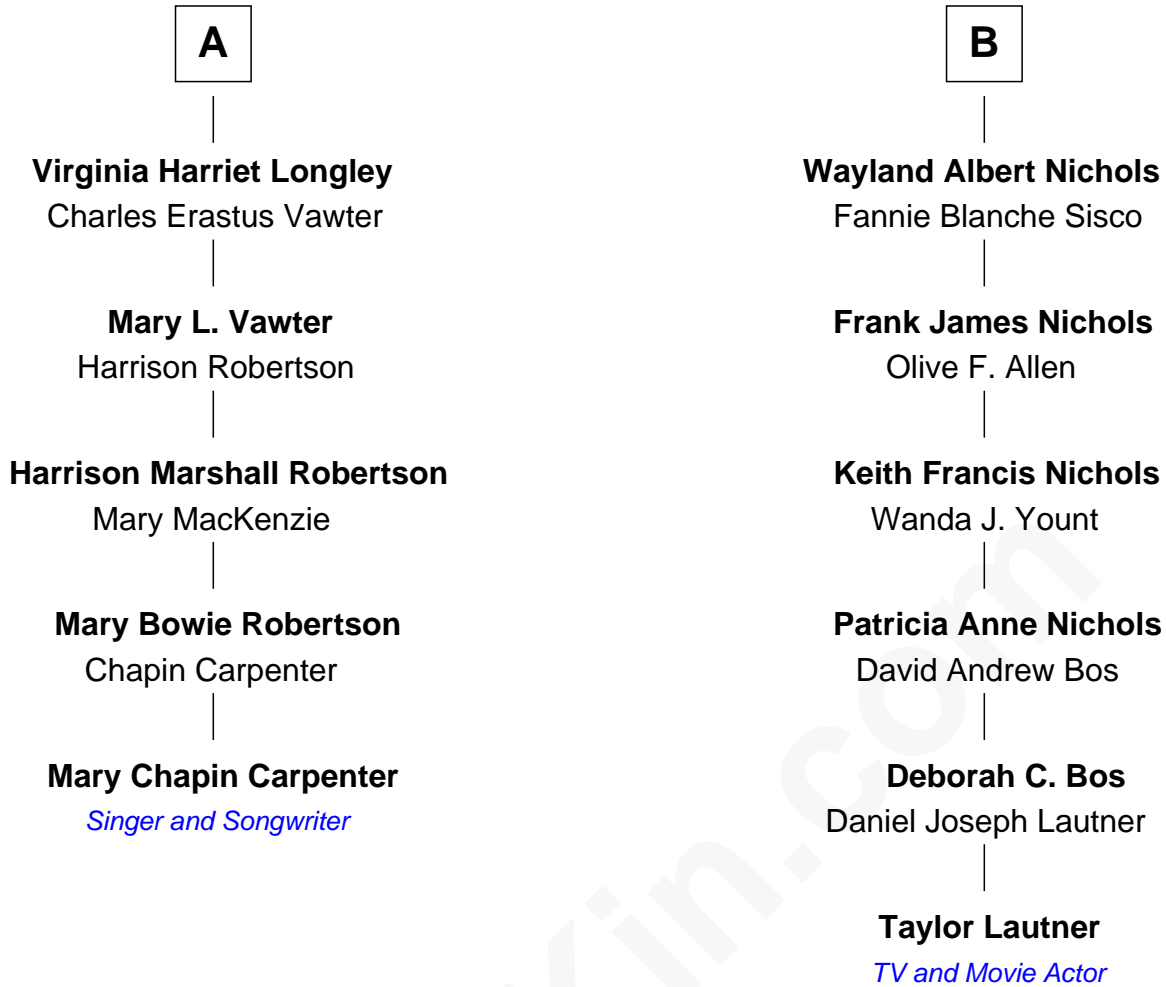 A
Virginia Harriet Longley
Charles Erastus Vawter
Mary L. Vawter
Harrison Robertson
Harrison Marshall Robertson
Mary MacKenzie
Mary Bowie Robertson
Chapin Carpenter
Mary Chapin Carpenter
Singer and Songwriter
B
Wayland Albert Nichols
Fannie Blanche Sisco
Frank James Nichols
Olive F. Allen
Keith Francis Nichols
Wanda J. Yount
Patricia Anne Nichols
David Andrew Bos
Deborah C. Bos
Daniel Joseph Lautner
Taylor Lautner
TV and Movie Actor
Kin.com